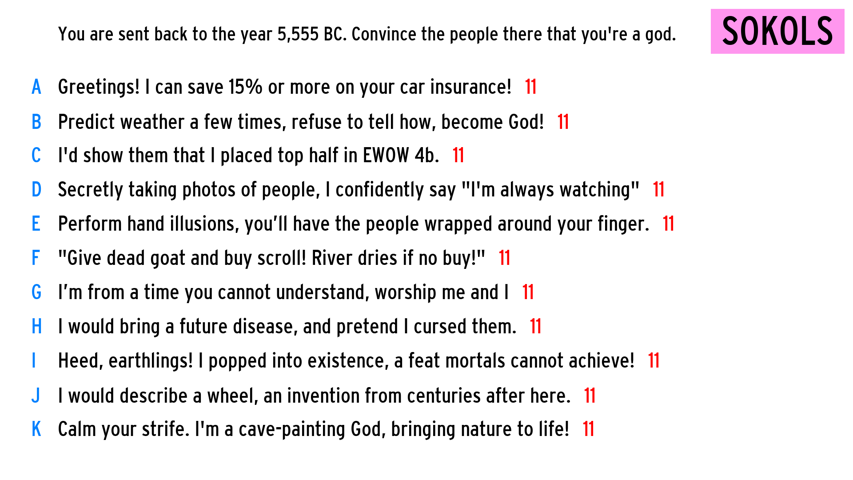 You are sent back to the year 5,555 BC. Convince the people there that you're a god.
SOKOLS
A Greetings! I can save 15% or more on your car insurance! 11
B Predict weather a few times, refuse to tell how, become God! 11
C I'd show them that I placed top half in EWOW 4b. 11
D Secretly taking photos of people, I confidently say "I'm always watching" 11
E Perform hand illusions, you’ll have the people wrapped around your finger. 11
F "Give dead goat and buy scroll! River dries if no buy!" 11
G I’m from a time you cannot understand, worship me and I 11
H I would bring a future disease, and pretend I cursed them. 11
I Heed, earthlings! I popped into existence, a feat mortals cannot achieve! 11
J I would describe a wheel, an invention from centuries after here. 11
K Calm your strife. I'm a cave-painting God, bringing nature to life! 11